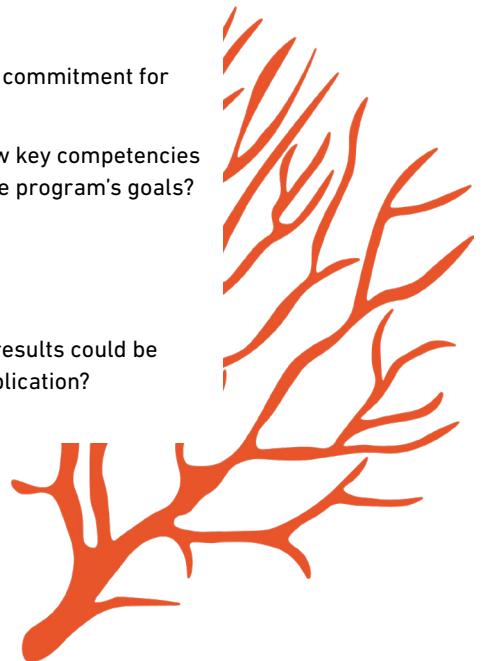 commitment for
key competencies
e program's goals?
results could be
plication?